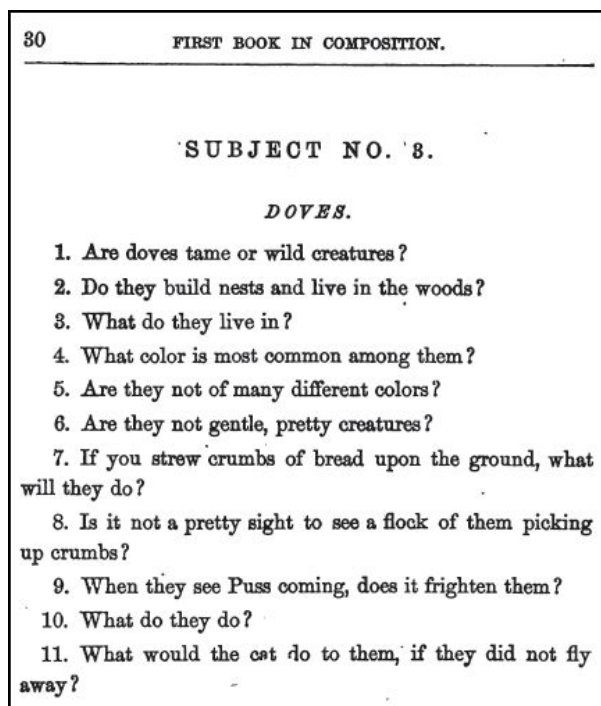 30 FIRST BOOK IN COMPOSITION.
SUBJECT NO. 3.
DOVES.
1. Are doves tame or wild creatures?
2. Do they build nests and live in the woods?
3. What do they live in?
4. What color is most common among them?
5. Are they not of many different colors?
6. Are they not gentle, pretty creatures?
7. If you strew crumbs of bread upon the ground, what
will they do?
8. Is it not a pretty sight to see a flock of them picking
up crumbs?
9. When they see Puss coming, does it frighten them?
10. What do they do?
11. What would the cat do to them, if they did not fly
away?